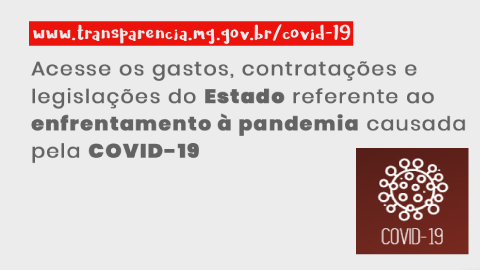 www.transparencia.mg.gov.br/covid-19
Acesse os gastos, contratações e
legislações do Estado referente ao
enfrentamento à pandemia causada
pela COVID-19
COVID-19